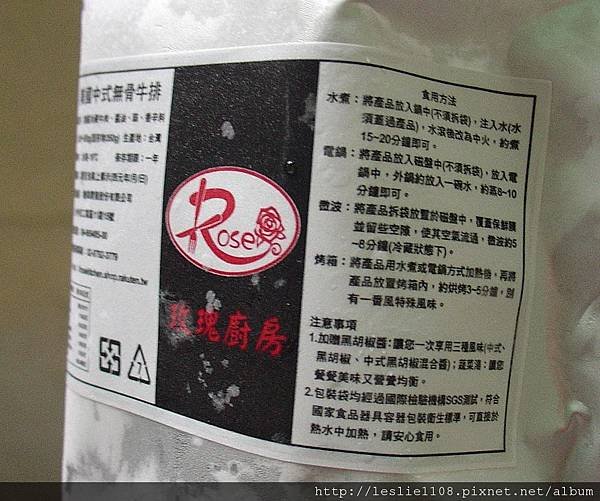 國中式無骨牛排
生產地：台灣
保存期限：一年
Rose
玫瑰廚房
食用方法
水煮：將產品放入鍋中(不須拆袋)，注入水(水
須蓋過產品)，水滾後改為中火，約煮
15~20分鐘即可。
電鍋：將產品放入磁盤中(不須拆袋)，放入電
鍋中，外鍋約放入一碗水，約蒸8~10
分鐘即可。
微波：將產品拆袋放置於磁盤中，覆蓋保鮮膜
並留些空隙，使其空氣流通，微波約5
~8分鐘(冷藏狀態下)。
烤箱：將產品用水煮或電鍋方式加熱後，再將
產品放置烤箱內，約烘烤3~5分鐘，別
有一番風特殊風味。
注意事項
1.加贈黑胡椒醬：讓您一次享用三種風味(中式、
黑胡椒、中式黑胡椒混合醬)；蔬菜湯：讓您
餐餐美味又營養均衡。
2.包裝袋均經過國際檢驗機構SGS測試，符合
國家食品器具容器包裝衛生標準，可直接於
熱水中加熱，請安心食用。
http://leslie1108.pixnet.net/album